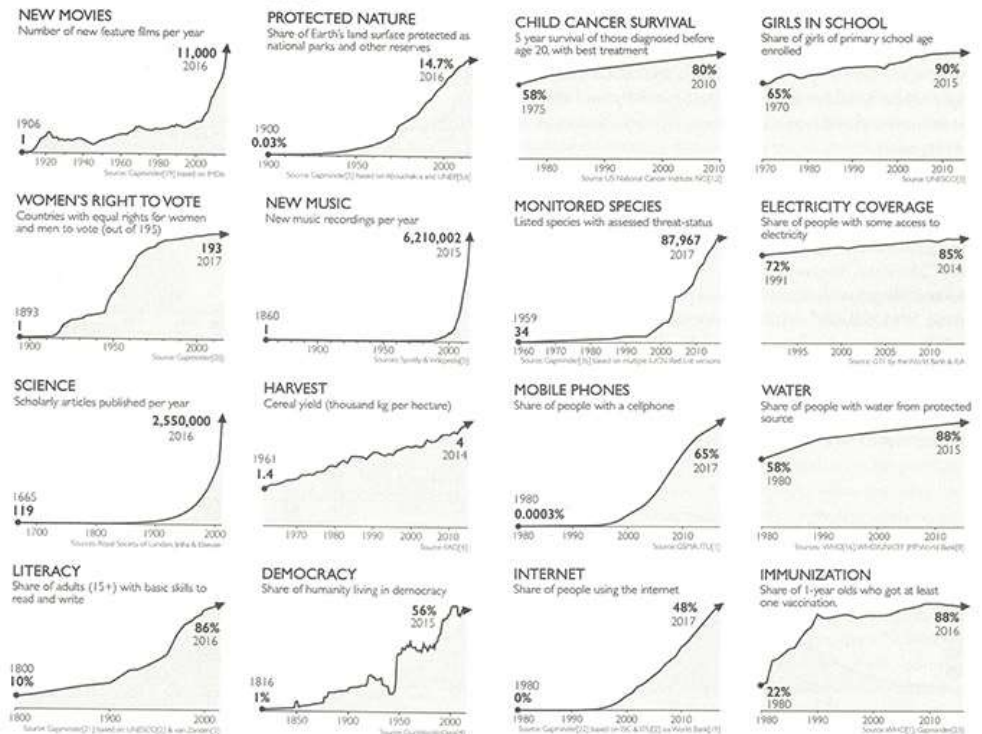 NEW MOVIES
Number of new feature films per year
11,000
2016
1906
1
1920 1940 1960 1980 2000
PROTECTED NATURE
Share of Earth's land surface protected as
national parks and other reserves
14.7%
2016
1900
0.03%
1900 1950 2000
CHILD CANCER SURVIVAL
5 year survival of those diagnosed before
age 20, with best treatment
80%
2010
58%
1975
1980 1990 2000 2010
Source US National Cancer Institute
GIRLS IN SCHOOL
Share of girls of primary school age
enrolled
90%
2015
65%
1970
1970 1980 1990 2000 2010
WOMEN'S RIGHT TO VOTE
Countries with equal rights for women
and men to vote (out of 195)
193
2017
1893
1
1900 1950 2000
NEW MUSIC
New music recordings per year
6,210,002
2015
1860
1
1900 1950 2000
MONITORED SPECIES
Listed species with assessed threat-status
87,967
2017
1959
34
1960 1970 1980 1990 2000 2010
ELECTRICITY COVERAGE
Share of people with some access to
electricity
85%
2014
72%
1991
1995 2000 2005 2010
SCIENCE
Scholarly articles published per year
2,550,000
2016
1665
119
1700 1800 1900 2000
HARVEST
Cereal yield (thousand kg per hectare)
4
2014
1961
1.4
1970 1980 1990 2000 2010
MOBILE PHONES
Share of people with a cellphone
65%
2017
1980
0.0003%
1980 1990 2000 2010
WATER
Share of people with water from protected
source
88%
2015
58%
1980
1980 1990 2000 2010
LITERACY
Share of adults (15+) with basic skills to
read and write
86%
2016
1800
10%
1800 1900 2000
DEMOCRACY
Share of humanity living in democracy
56%
2015
1816
1%
1850 1900 1950 2000
INTERNET
Share of people using the internet
48%
2017
1980
0%
1980 1990 2000 2010
IMMUNIZATION
Share of 1-year olds who got at least
one vaccination.
88%
2016
22%
1980
1980 1990 2000 2010